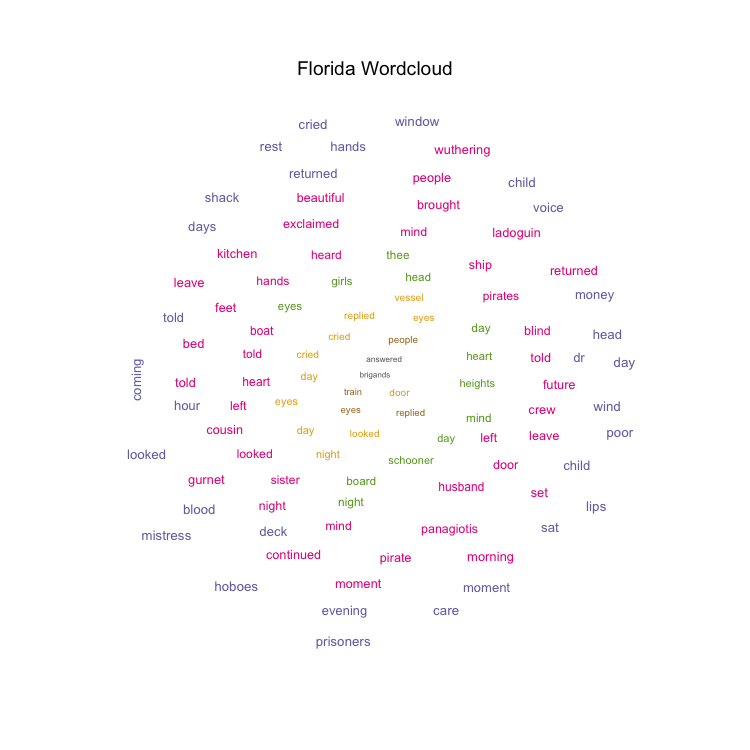 Florida Wordcloud
window
cried
rest
hands
wuthering
returned
people
child
shack
beautiful
brought
voice
days
exclaimed
mind
ladoguin
kitchen
heard
thee
ship
returned
leave
hands
girls
head
pirates
money
vessel
feet
eyes
told
replied
eyes
boat
day
blind
head
bed
cried
people
told
cried
answered
heart
told
dr
day
coming
brigands
told
heart
day
heights
future
train
door
hour
left
eyes
eyes
replied
crew
wind
mind
cousin
day
looked
day
left
leave
poor
looked
looked
night
schooner
door
child
gurnet
sister
board
husband
set
blood
night
night
lips
mistress
deck
mind
panagiotis
sat
continued
pirate
morning
hoboes
moment
moment
evening
care
prisoners